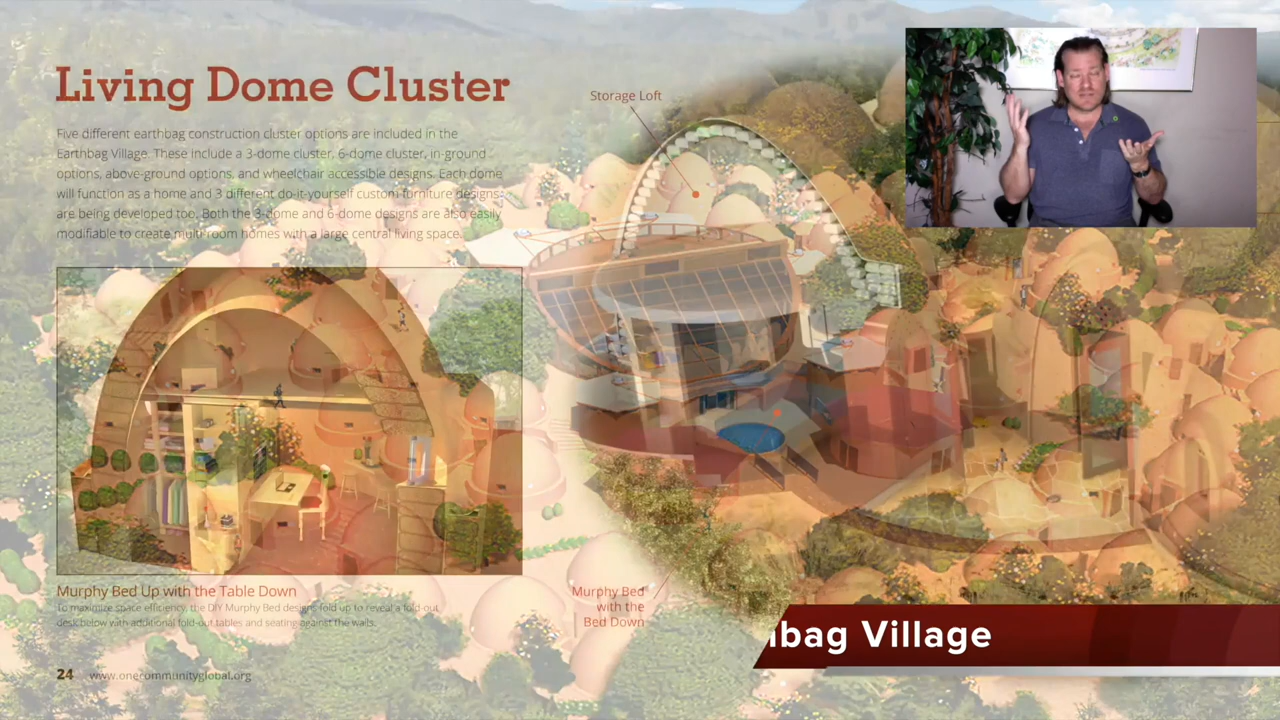 Living Dome Cluster
Five different earthbag construction cluster options are included in the
Earthbag Village. These include a 3-dome cluster, 6-dome cluster, in-ground
options, above-ground options, and wheelchair accessible designs. Each dome
will function as a home and 3 different do-it-yourself custom furniture designs
are being developed too. Both the 3-dome and 6-dome designs are also easily
modifiable to create multi-room homes with a large central living space.
Storage Loft
Murphy Bed Up with the Table Down
To maximize space efficiency, the DIY Murphy Bed designs fold up to reveal a fold-out
desk below with additional fold-out tables and seating against the walls.
Murphy Bed
with the
Bed Down
bag Village
24 www.onecommunityglobal.org